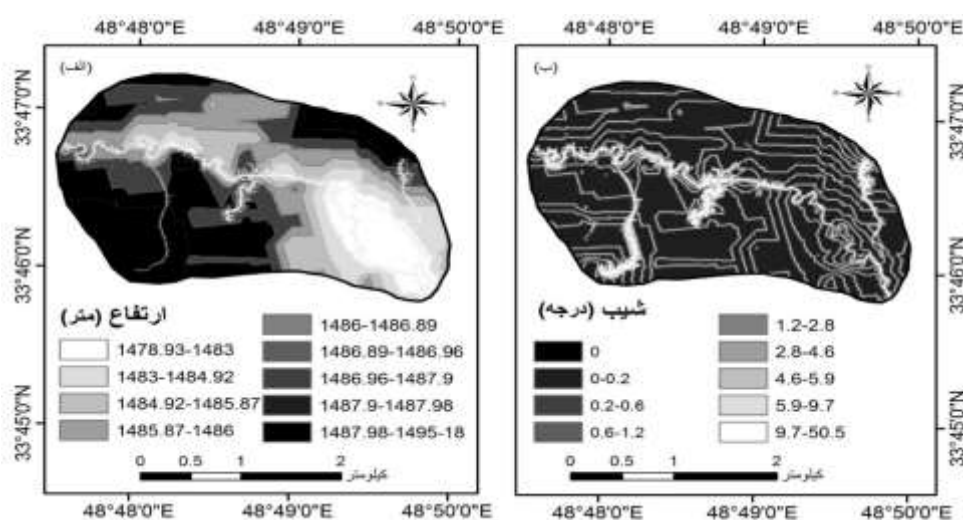 48°48'0"E 48°49'0"E 48°50'0"E
(الف)
33°47'0"N
33°46'0"N
33°45'0"N
ارتفاع (متر)
1478.93-1483
1483-1484.92
1484.92-1485.87
1485.87-1486
1486-1486.89
1486.89-1486.96
1486.96-1487.9
1487.9-1487.98
1487.98-1495-18
0 1 2
کیلومتر
48°48'0"E 48°49'0"E 48°50'0"E
48°48'0"E 48°49'0"E 48°50'0"E
(ب)
33°47'0"N
33°46'0"N
33°45'0"N
شیب (درجه)
0
0-0.2
0.2-0.6
0.6-1.2
1.2-2.8
2.8-4.6
4.6-5.9
5.9-9.7
9.7-50.5
0 1 2
کیلومتر
48°48'0"E 48°49'0"E 48°50'0"E